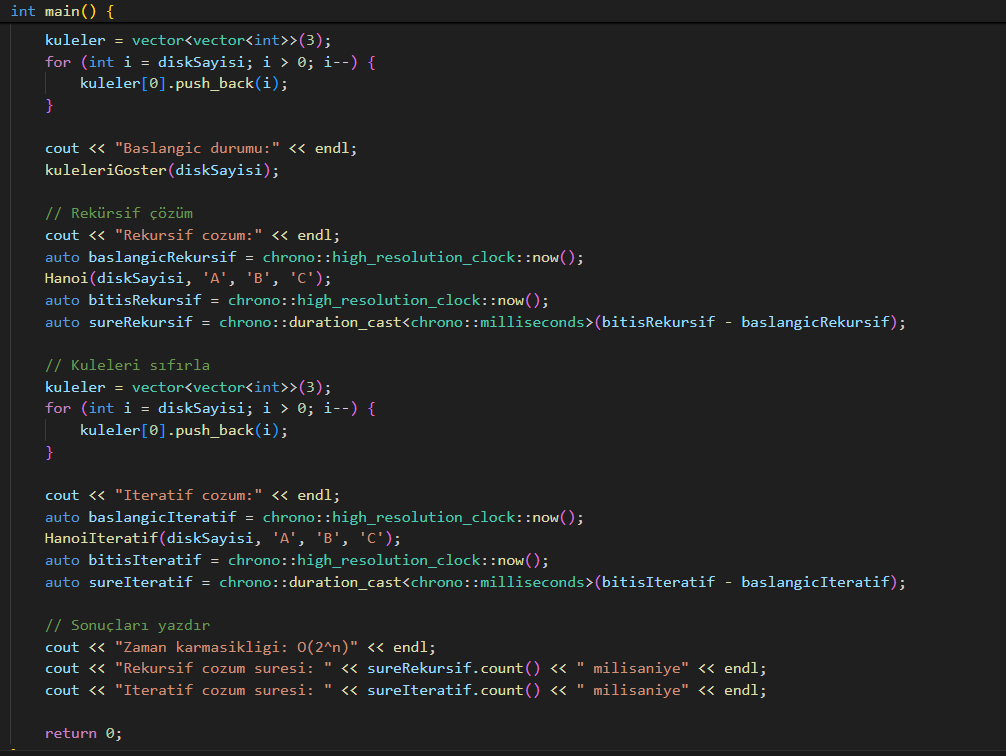 int main() {
kuleler = vector<vector<int>>(3);
for (int i = diskSayisi; i > 0; i--) {
kuleler[0].push_back(i);
}
cout << "Baslangic durumu:" << endl;
kuleleriGoster(diskSayisi);
// Rekürsif çözüm
cout << "Rekursif cozum:" << endl;
auto baslangicRekursif = chrono::high_resolution_clock::now();
Hanoi(diskSayisi, 'A', 'B', 'C');
auto bitisRekursif = chrono::high_resolution_clock::now();
auto sureRekursif = chrono::duration_cast<chrono::milliseconds>(bitisRekursif - baslangicRekursif);
// Kuleleri sıfırla
kuleler = vector<vector<int>>(3);
for (int i = diskSayisi; i > 0; i--) {
kuleler[0].push_back(i);
}
cout << "Iteratif cozum:" << endl;
auto baslangicIteratif = chrono::high_resolution_clock::now();
HanoiIteratif(diskSayisi, 'A', 'B', 'C');
auto bitisIteratif = chrono::high_resolution_clock::now();
auto sureIteratif = chrono::duration_cast<chrono::milliseconds>(bitisIteratif - baslangicIteratif);
// Sonuçları yazdır
cout << "Zaman karmasikligi: O(2^n)" << endl;
cout << "Rekursif cozum suresi: " << sureRekursif.count() << " milisaniye" << endl;
cout << "Iteratif cozum suresi: " << sureIteratif.count() << " milisaniye" << endl;
return 0;